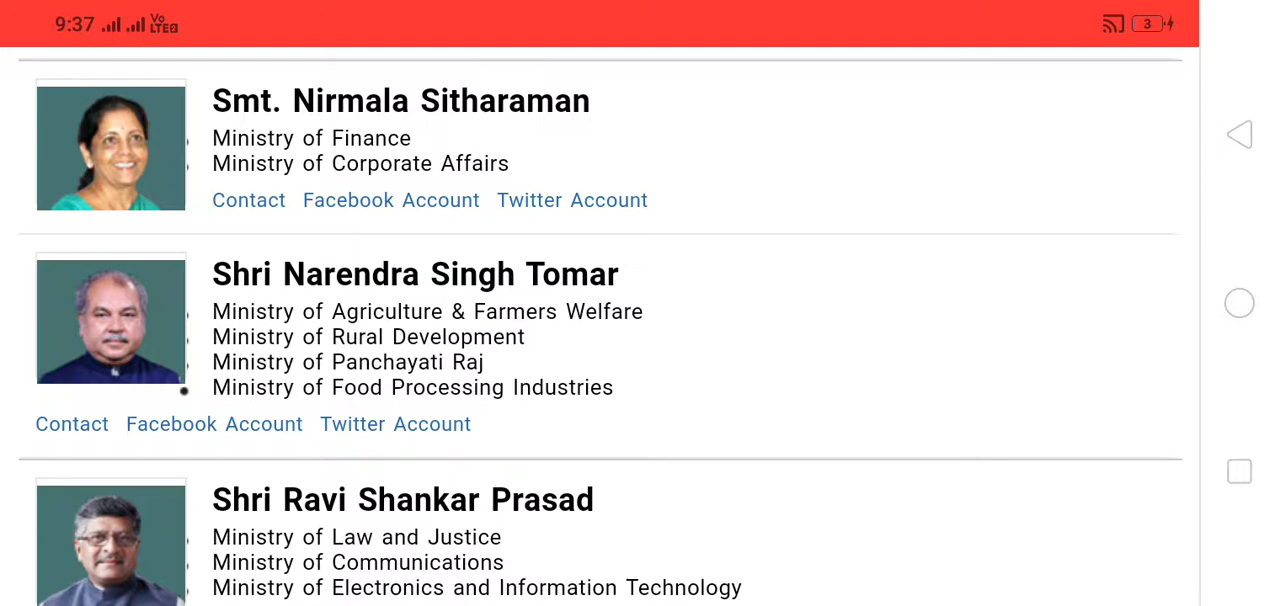 9:37 Vo LTE 3
Smt. Nirmala Sitharaman
Ministry of Finance
Ministry of Corporate Affairs
Contact Facebook Account Twitter Account
Shri Narendra Singh Tomar
Ministry of Agriculture & Farmers Welfare
Ministry of Rural Development
Ministry of Panchayati Raj
Ministry of Food Processing Industries
Contact Facebook Account Twitter Account
Shri Ravi Shankar Prasad
Ministry of Law and Justice
Ministry of Communications
Ministry of Electronics and Information Technology